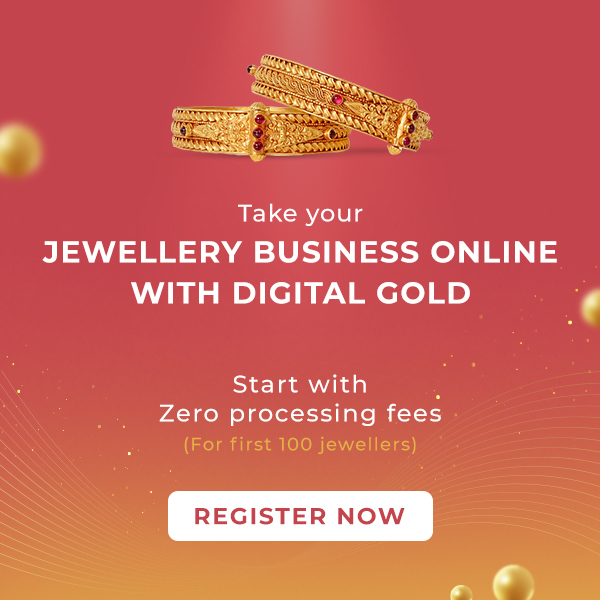 Take your
JEWELLERY BUSINESS ONLINE
WITH DIGITAL GOLD
Start with
Zero processing fees
(For first 100 jewellers)
REGISTER NOW